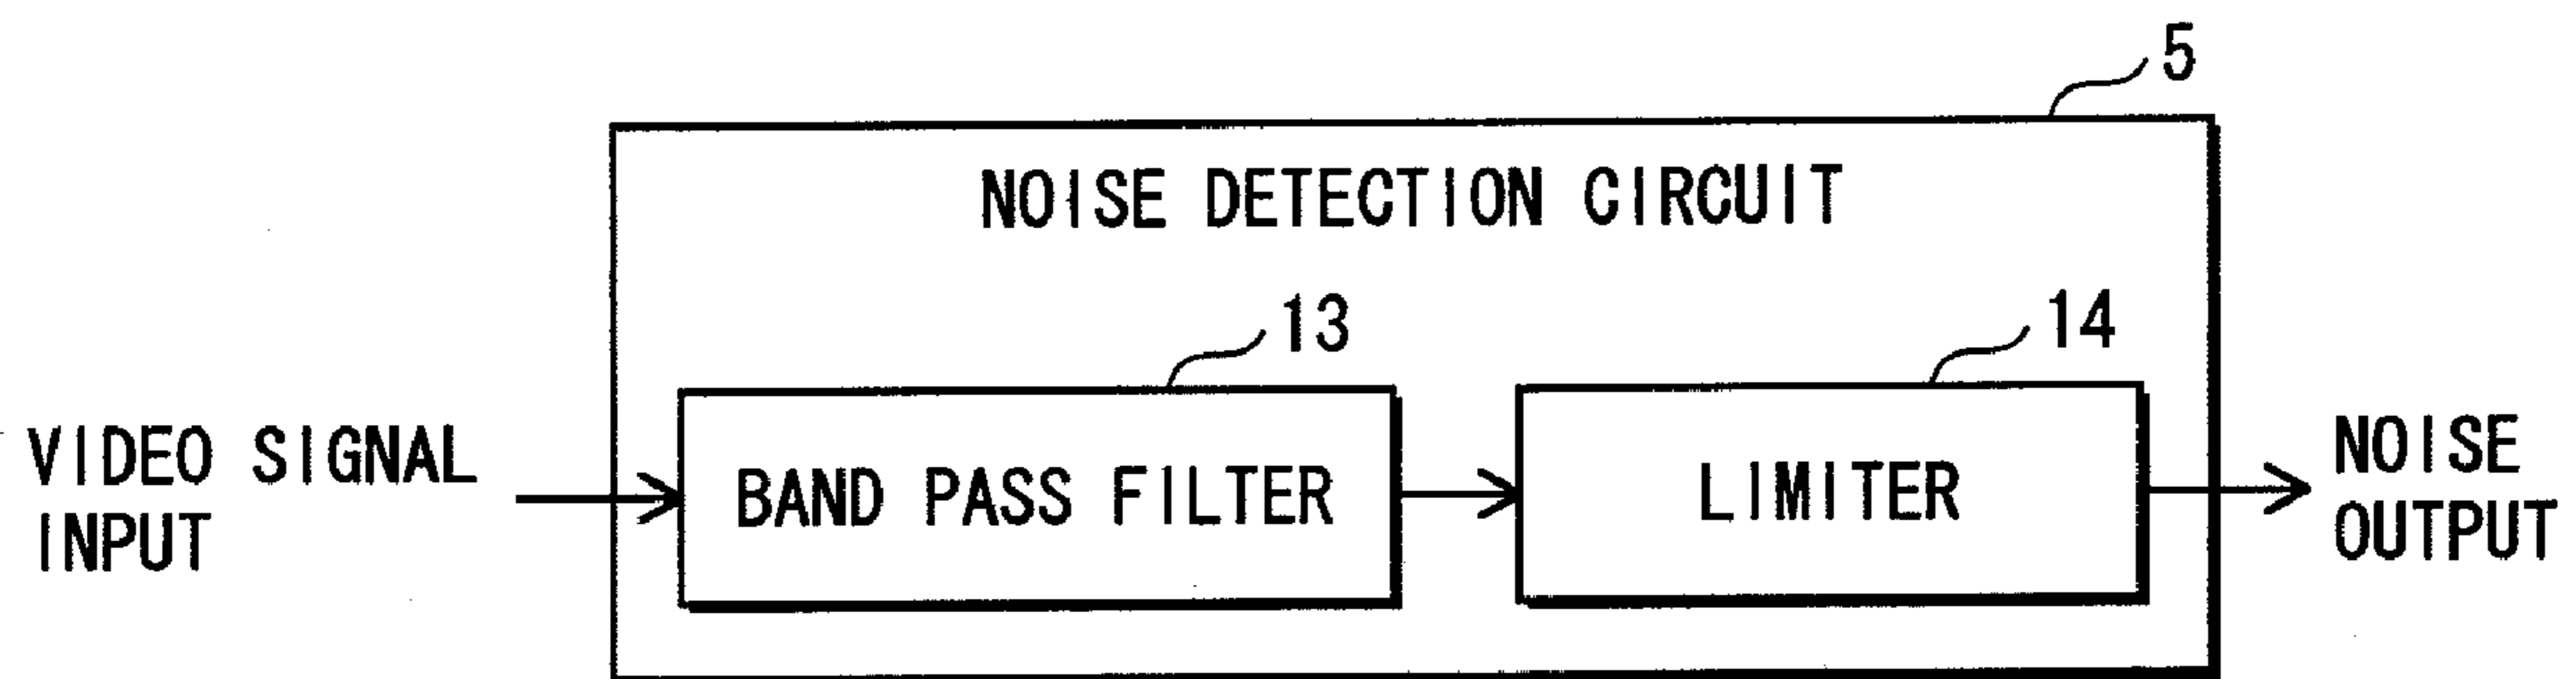 5
NOISE DETECTION CIRCUIT
13
14
VIDEO SIGNAL
INPUT
BAND PASS FILTER
LIMITER
NOISE
OUTPUT